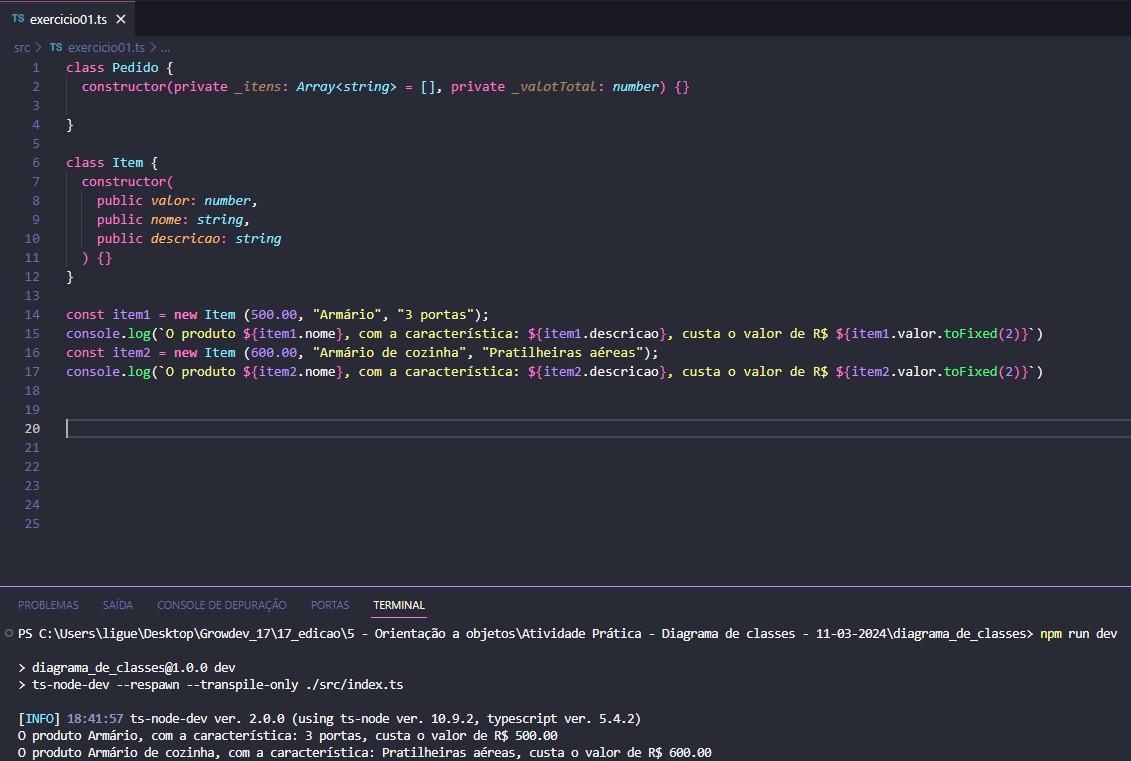 TS exercicio01.ts ×
src > TS exercicio01.ts > ...
1 class Pedido {
2 constructor(private _itens: Array<string> = [], private _valotTotal: number) {}
3
4 }
5
6 class Item {
7 constructor(
8 public valor: number,
9 public nome: string,
10 public descricao: string
11 ) {}
12 }
13
14 const item1 = new Item (500.00, "Armário", "3 portas");
15 console.log(`O produto ${item1.nome}, com a característica: ${item1.descricao}, custa o valor de R$ ${item1.valor.toFixed(2)}`)
16 const item2 = new Item (600.00, "Armário de cozinha", "Pratilheiras aéreas");
17 console.log(`O produto ${item2.nome}, com a característica: ${item2.descricao}, custa o valor de R$ ${item2.valor.toFixed(2)}`)
18
19
20
21
22
23
24
25
PROBLEMAS SAÍDA CONSOLE DE DEPURAÇÃO PORTAS TERMINAL
PS C:\Users\ligue\Desktop\Growdev_17\17_edicao\5 - Orientação a objetos\Atividade Prática - Diagrama de classes - 11-03-2024\diagrama_de_classes> npm run dev
> diagrama_de_classes@1.0.0 dev
> ts-node-dev --respawn --transpile-only ./src/index.ts
[INFO] 18:41:57 ts-node-dev ver. 2.0.0 (using ts-node ver. 10.9.2, typescript ver. 5.4.2)
O produto Armário, com a característica: 3 portas, custa o valor de R$ 500.00
O produto Armário de cozinha, com a característica: Pratilheiras aéreas, custa o valor de R$ 600.00